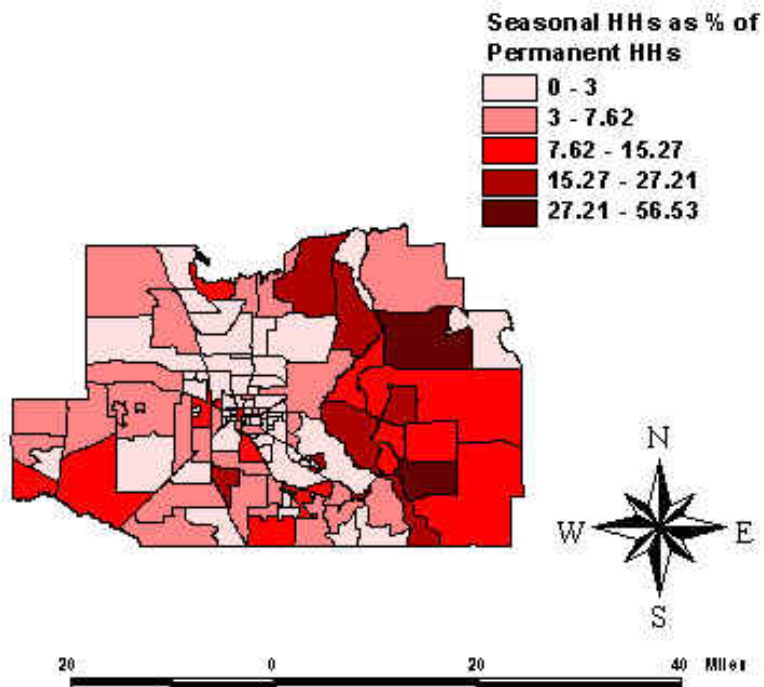 Seasonal HHs as % of
Permanent HHs
0 - 3
3 - 7.62
7.62 - 15.27
15.27 - 27.21
27.21 - 56.53
N
W E
S
20 0 20 40 Miles